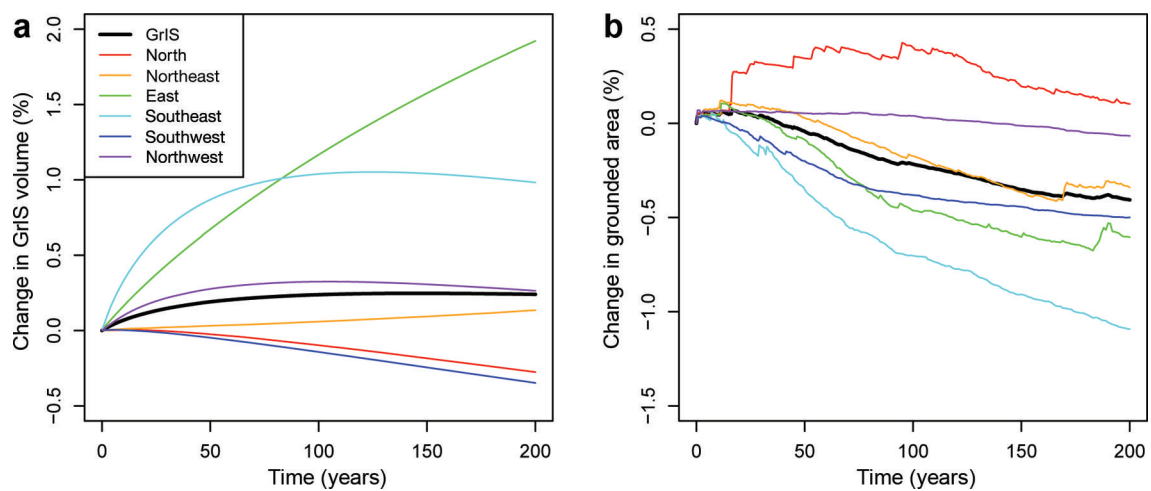 a
GrIS
North
Northeast
East
Southeast
Southwest
Northwest
Change in GrIS volume (%)
2.0
1.5
1.0
0.5
0.0
−0.5
0
50
100
150
200
Time (years)
b
Change in grounded area (%)
0.5
0.0
−0.5
−1.0
−1.5
0
50
100
150
200
Time (years)